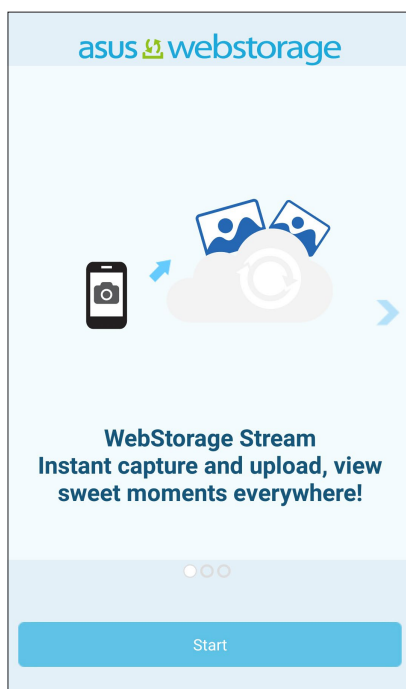 asus webstorage
WebStorage Stream
Instant capture and upload, view
sweet moments everywhere!
Start